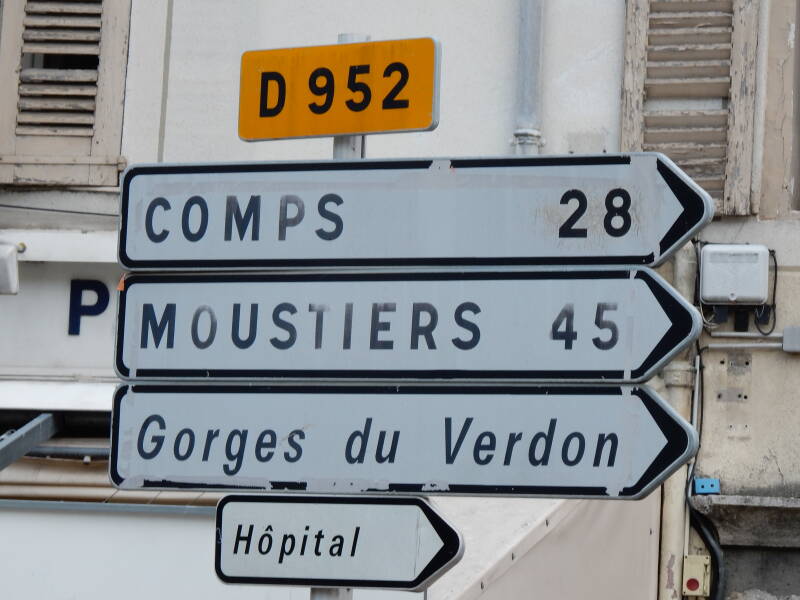 D 952
COMPS 28
MOUSTIERS 45
P
Gorges du Verdon
Hôpital